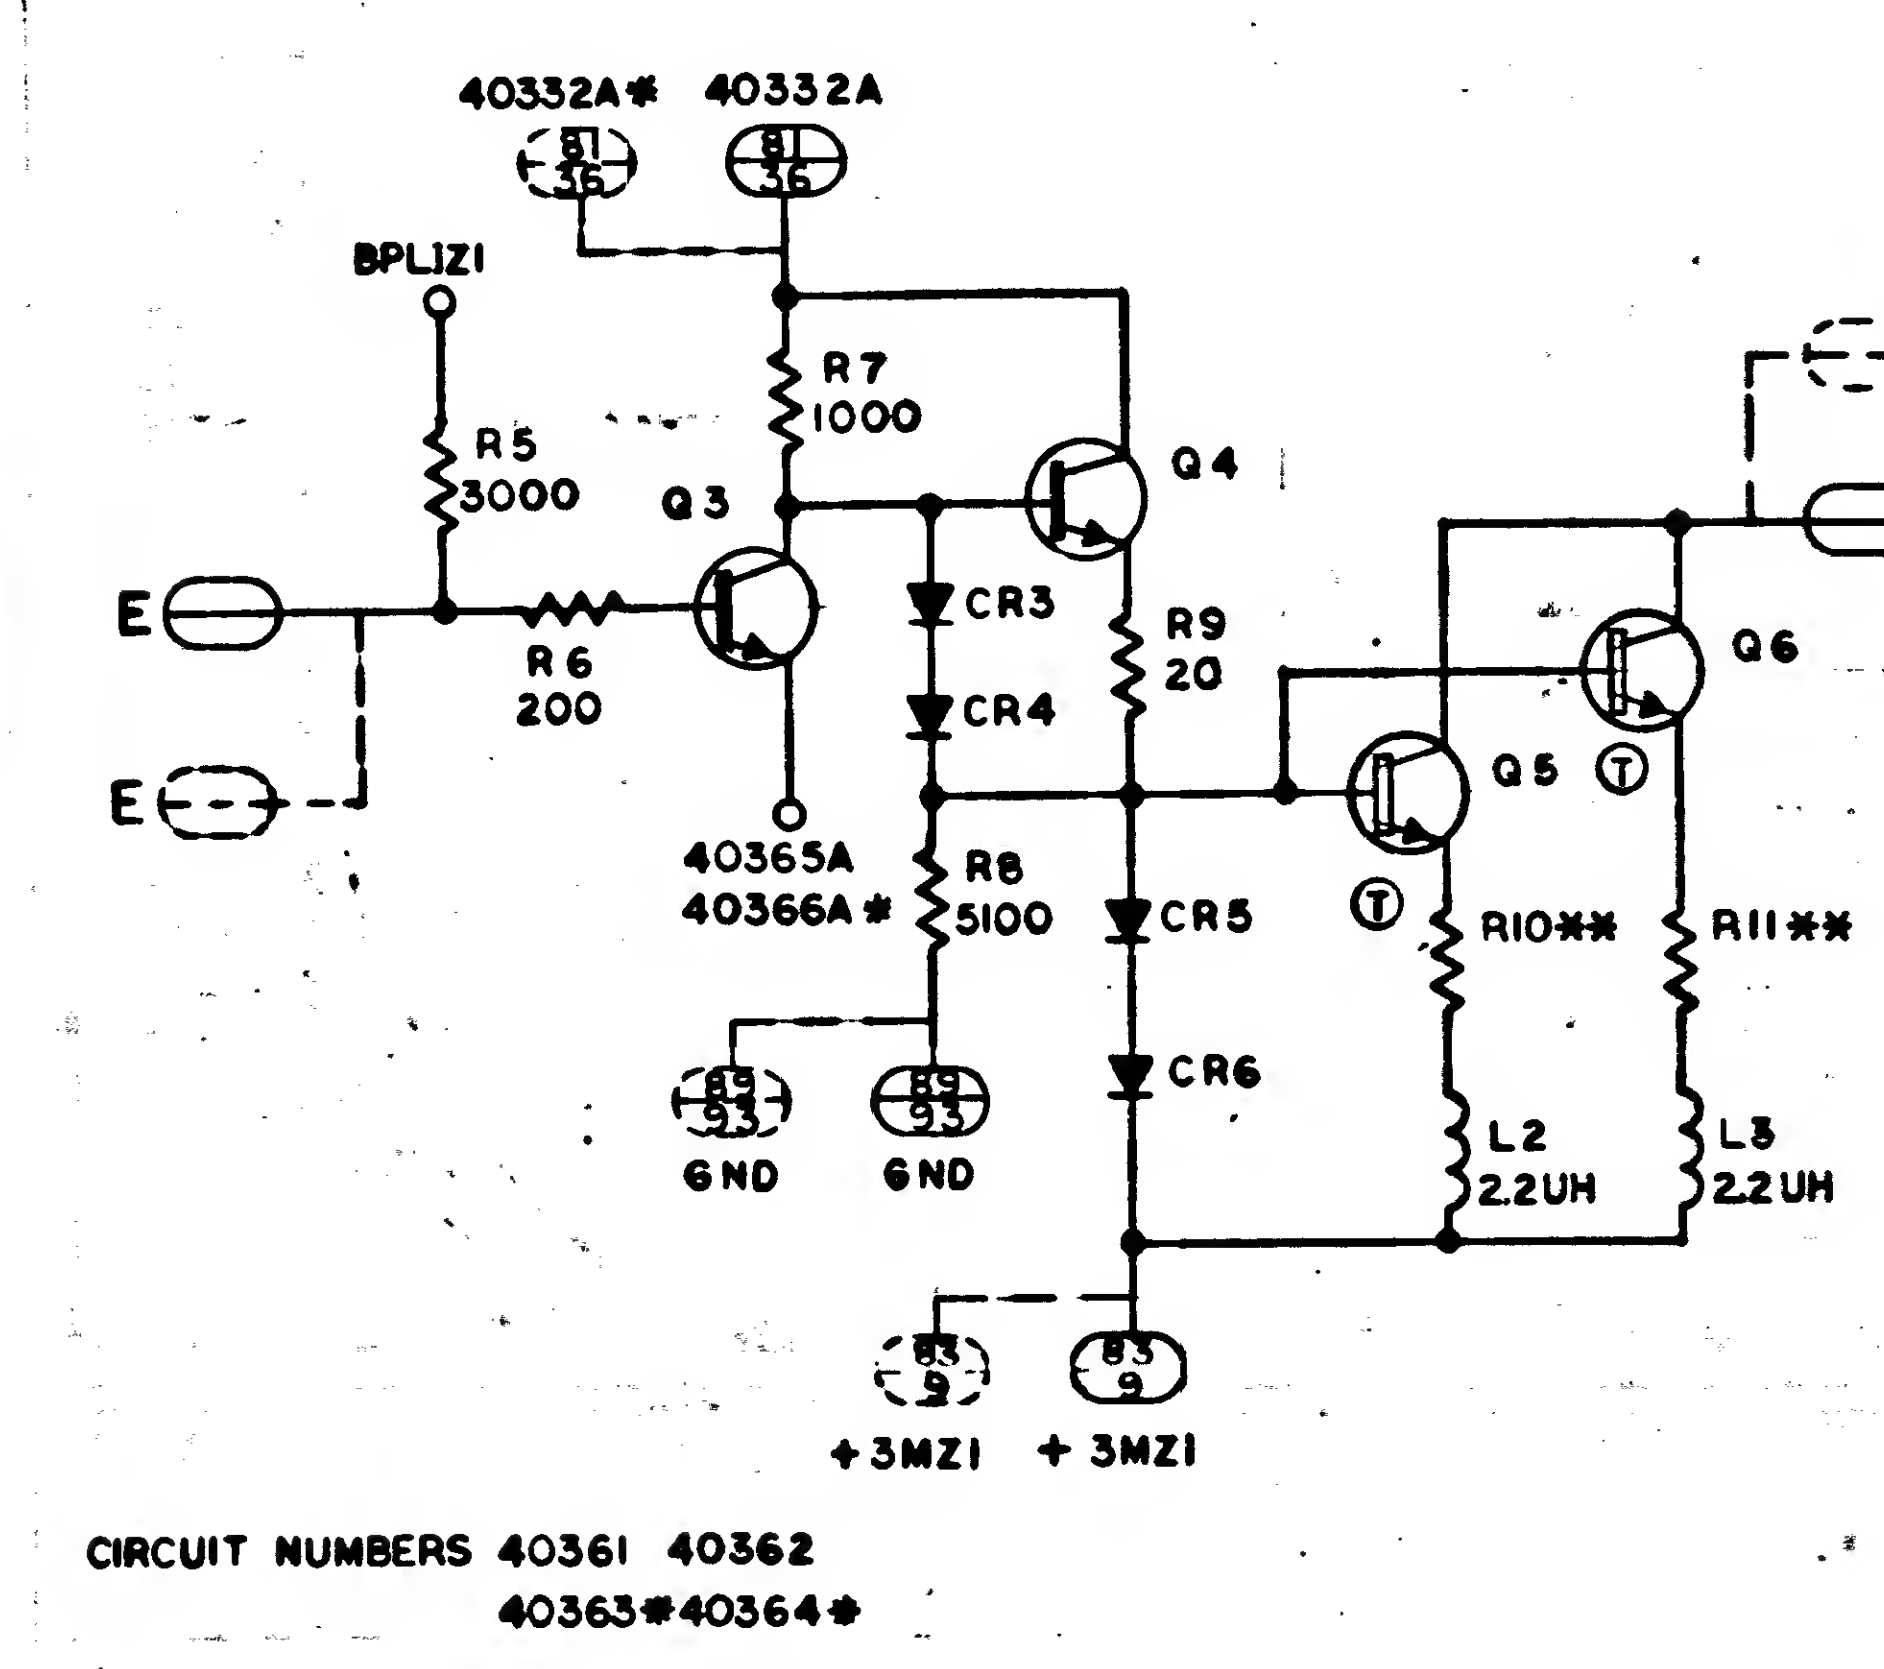 40332A* 40332A
81 81
36 36
BPL1Z1
R7
1000
R5
3000
Q3
Q4
E
R6
200
CR3
R9
20
Q6
CR4
Q5
T
E
40365A
40366A*
R8
5100
T
CR5
R10**
R11**
89 89
93 93
CR6
GND GND
L2
2.2UH
L3
2.2UH
83 83
9 9
+3MZ1 + 3MZ1
CIRCUIT NUMBERS 40361 40362
40363* 40364*